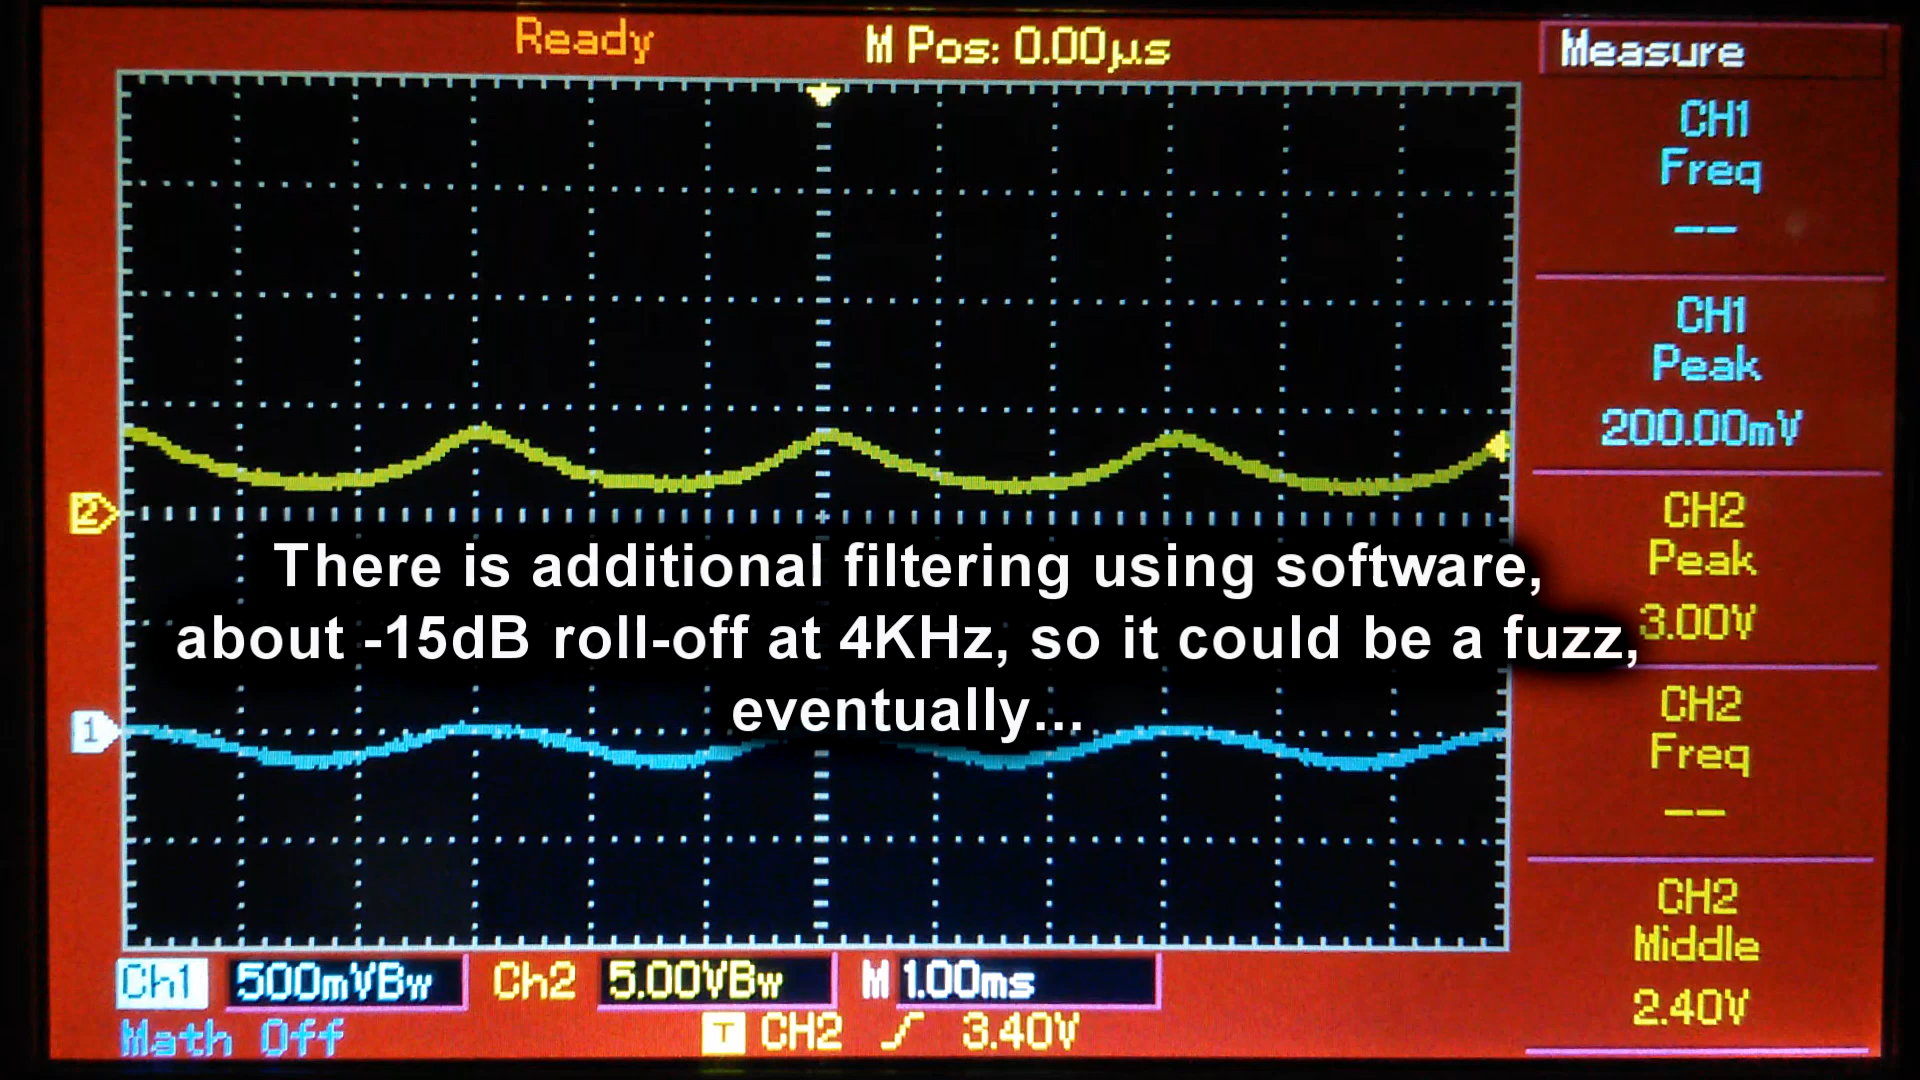 Ready
M Pos: 0.00µs
Measure
CH1
Freq
--
CH1
Peak
200.00mV
CH2
Peak
3.00V
CH2
Freq
--
CH2
Middle
2.40V
2
1
There is additional filtering using software,
about -15dB roll-off at 4KHz, so it could be a fuzz,
eventually...
Ch1 500mVBw Ch2 5.00VBw M 1.00ms
Math Off T CH2 3.40V